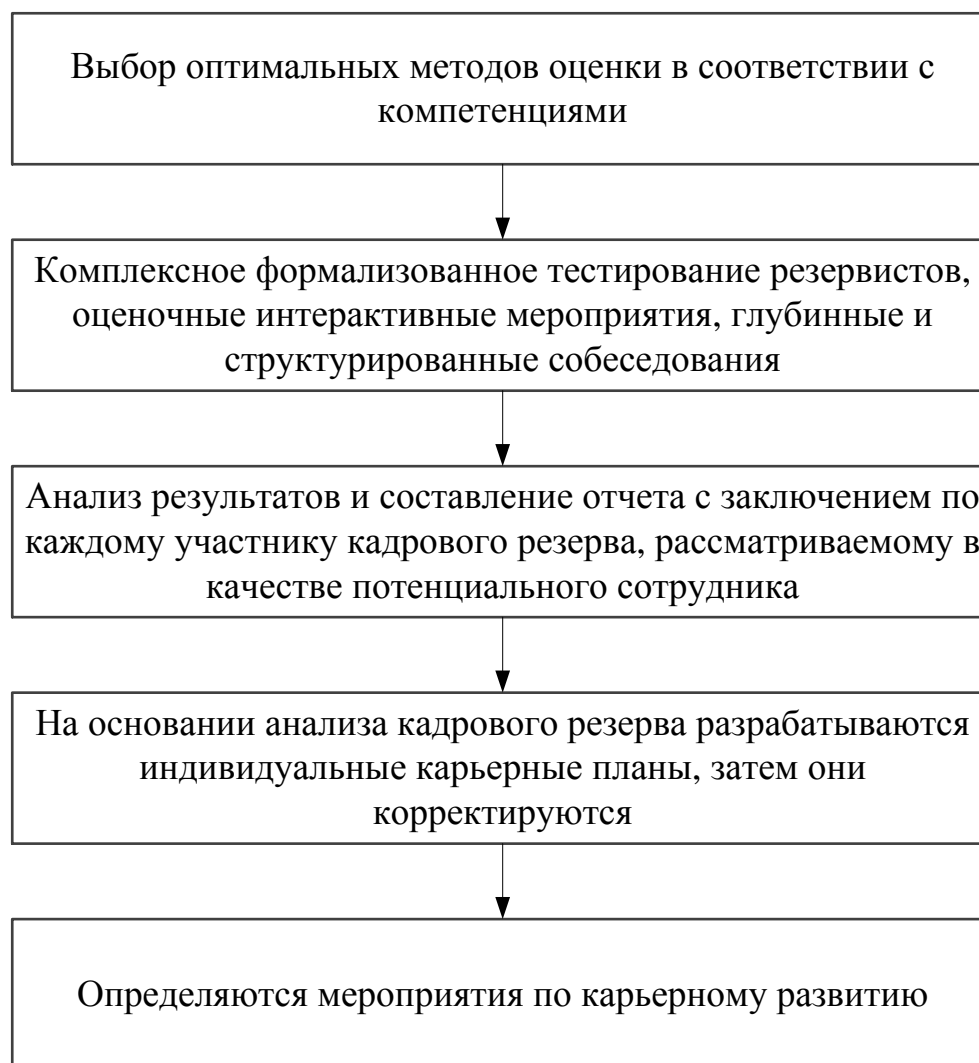 Выбор оптимальных методов оценки в соответствии с
компетенциями
Комплексное формализованное тестирование резервистов,
оценочные интерактивные мероприятия, глубинные и
структурированные собеседования
Анализ результатов и составление отчета с заключением по
каждому участнику кадрового резерва, рассматриваемому в
качестве потенциального сотрудника
На основании анализа кадрового резерва разрабатываются
индивидуальные карьерные планы, затем они
корректируются
Определяются мероприятия по карьерному развитию